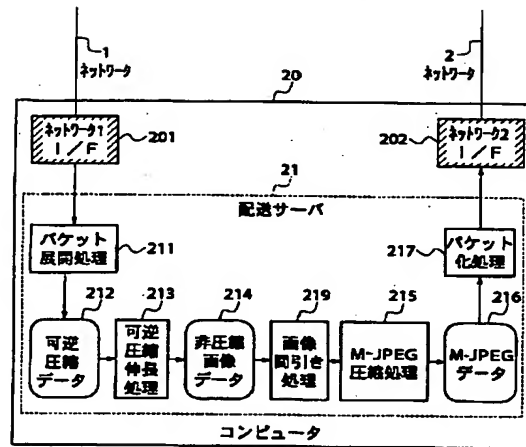 1
ネットワータ
2
ネットワータ
20
ネットワータ1
I/F
201
ネットワータ2
I/F
202
21
配送サーバ
パケット
展開処理
211
217
パケット
化処理
212
213
214
219
215
216
可逆
圧縮
データ
可逆
圧縮
伸長
処理
非圧縮
画像
データ
画像
間引き
処理
M-JPEG
圧縮処理
M-JPEG
データ
コンピュータ